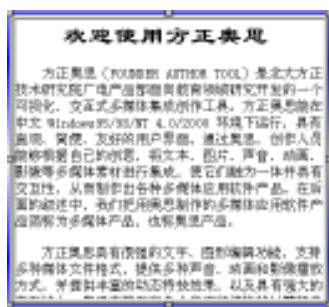 欢迎使用方正奥思
方正奥思（FOUNDER AUTHOR TOOL）是北大方正
技术研究院广电产品部面向教育领域研究开发的一个
可视化、交互式多媒体集成创作工具。方正奥思能在
中文 Windows95/98/NT 4.0/2000 环境下运行，具有
直观、简便、友好的用户界面。通过奥思，创作人员
能够根据自己的创意，将文本、图片、声音、动画、
影像等多媒体素材进行集成，使它们融为一体并具有
交互性，从而制作出各种多媒体应用软件产品。在后
面的叙述中，我们把用奥思制作的多媒体应用软件产
品简称为多媒体产品，也称奥思产品。
方正奥思具有很强的文字、图形编辑功能，支持
多种媒体文件格式，提供多种声音、动画和影像播放
方式，并提供丰富的动态特技效果，以及具有强大的